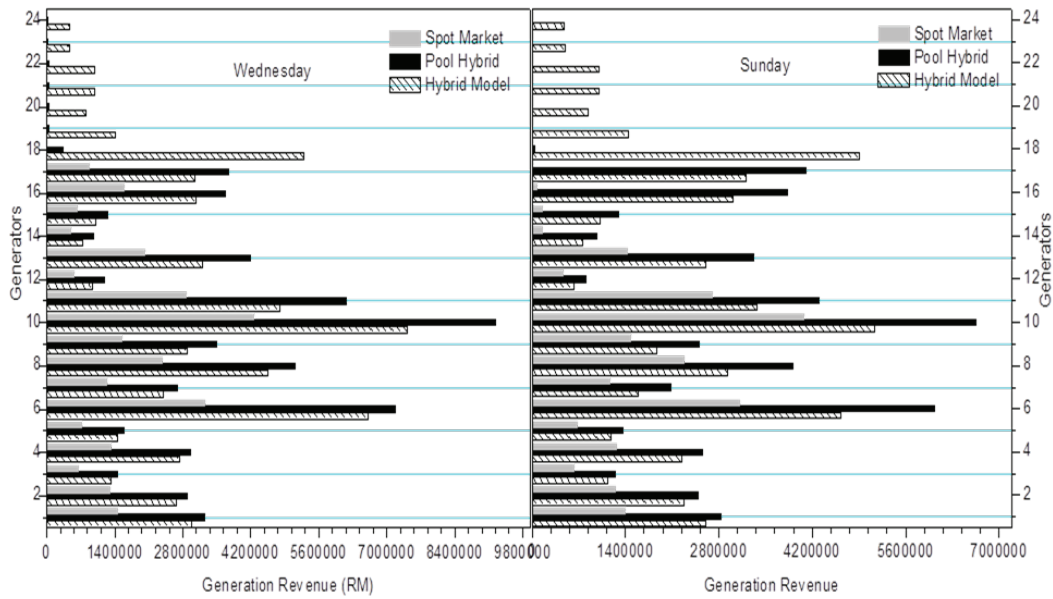 24
22
20
18
16
14
12
10
8
6
4
2
Generators
Wednesday
Spot Market
Pool Hybrid
Hybrid Model
0 1400000 2800000 4200000 5600000 7000000 8400000
Generation Revenue (RM)
Sunday
Spot Market
Pool Hybrid
Hybrid Model
1400000 2800000 4200000 5600000 7000000
Generation Revenue
24
22
20
18
16
14
12
10
8
6
4
2
Generators